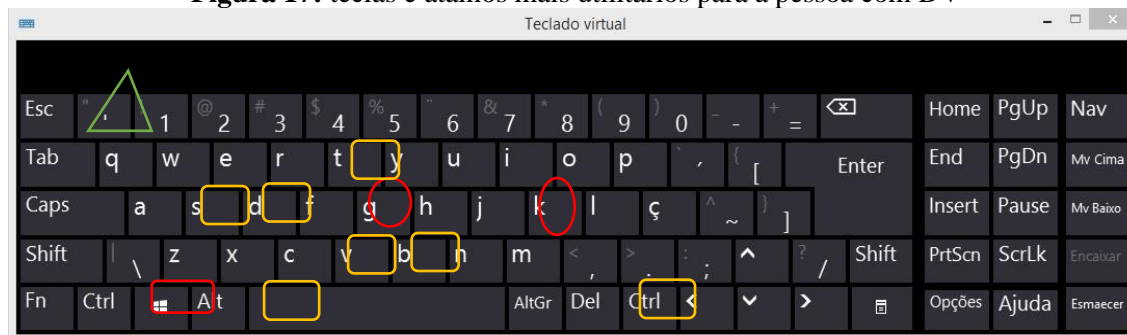 Figura 17: teclas e atalhos mais utilitários para a pessoa com DV
Teclado virtual
Esc " ' 1 @ 2 # 3 $ 4 % 5 ¨ 6 & 7 * 8 ( 9 ) 0 _ - + = Home PgUp Nav
Tab q w e r t y u i o p ` ´ { [ Enter End PgDn Mv Cima
Caps a s d f g h j k l ç ^ ~ } ] Insert Pause Mv Baixo
Shift | \ z x c v b n m < , > . : ; ^ ? / Shift PrtScn ScrLk Encaixar
Fn Ctrl Alt AltGr Del Ctrl Opções Ajuda Esmaecer